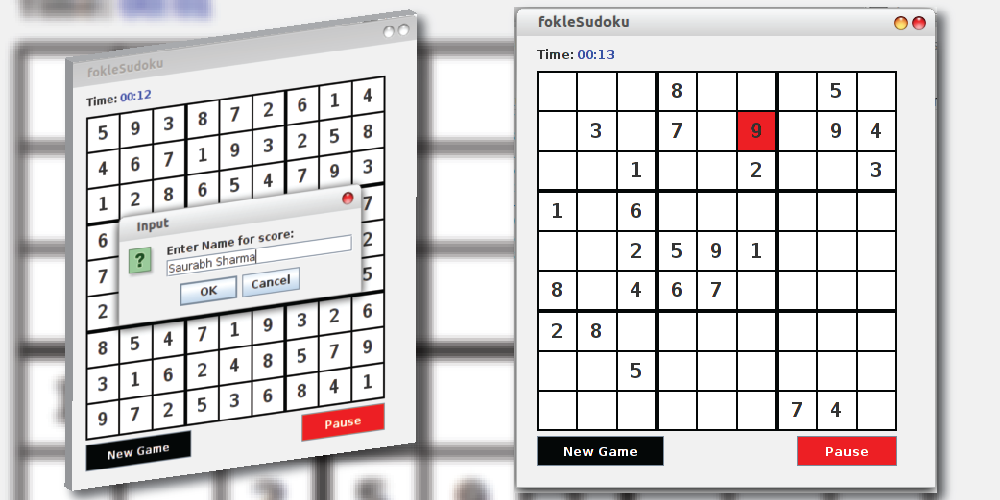 Time: 00:01
fokleSudoku
Time: 00:12
5 9 3 8 7 2 6 1 4
4 6 7 1 9 3 2 5 8
1 2 8 6 5 4 7 9 3
6 7
7 2
2 5
8 5 4 7 1 9 3 2 6
3 1 6 2 4 8 5 7 9
9 7 2 5 3 6 8 4 1
Input
?
Enter Name for score:
Saurabh Sharma
OK Cancel
New Game Pause
fokleSudoku
Time: 00:13
8 5
3 7 9 9 4
1 2 3
1 6
2 5 9 1
8 4 6 7
2 8
5
7 4
New Game Pause